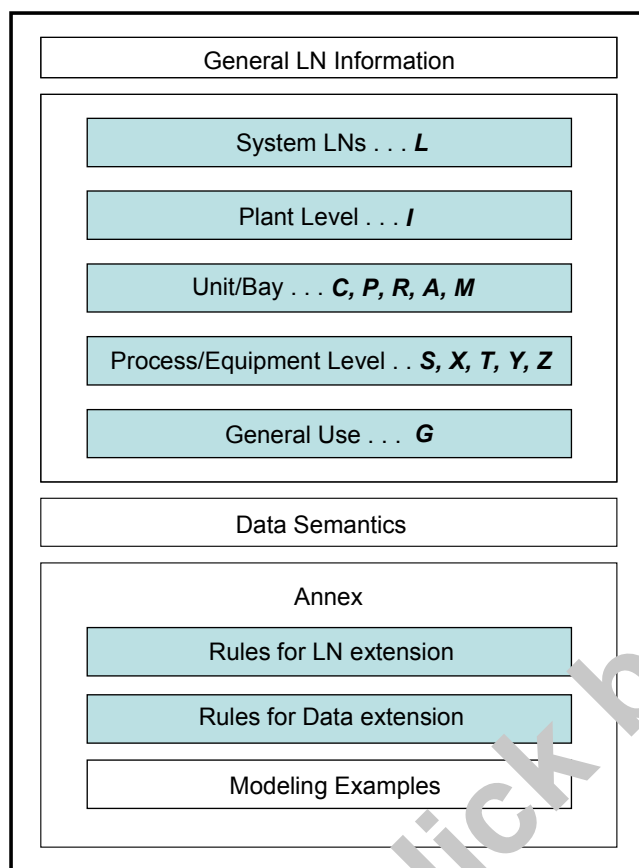 General LN Information
System LNs . . . L
Plant Level . . . I
Unit/Bay . . . C, P, R, A, M
Process/Equipment Level . . S, X, T, Y, Z
General Use . . . G
Data Semantics
Annex
Rules for LN extension
Rules for Data extension
Modeling Examples
lick b